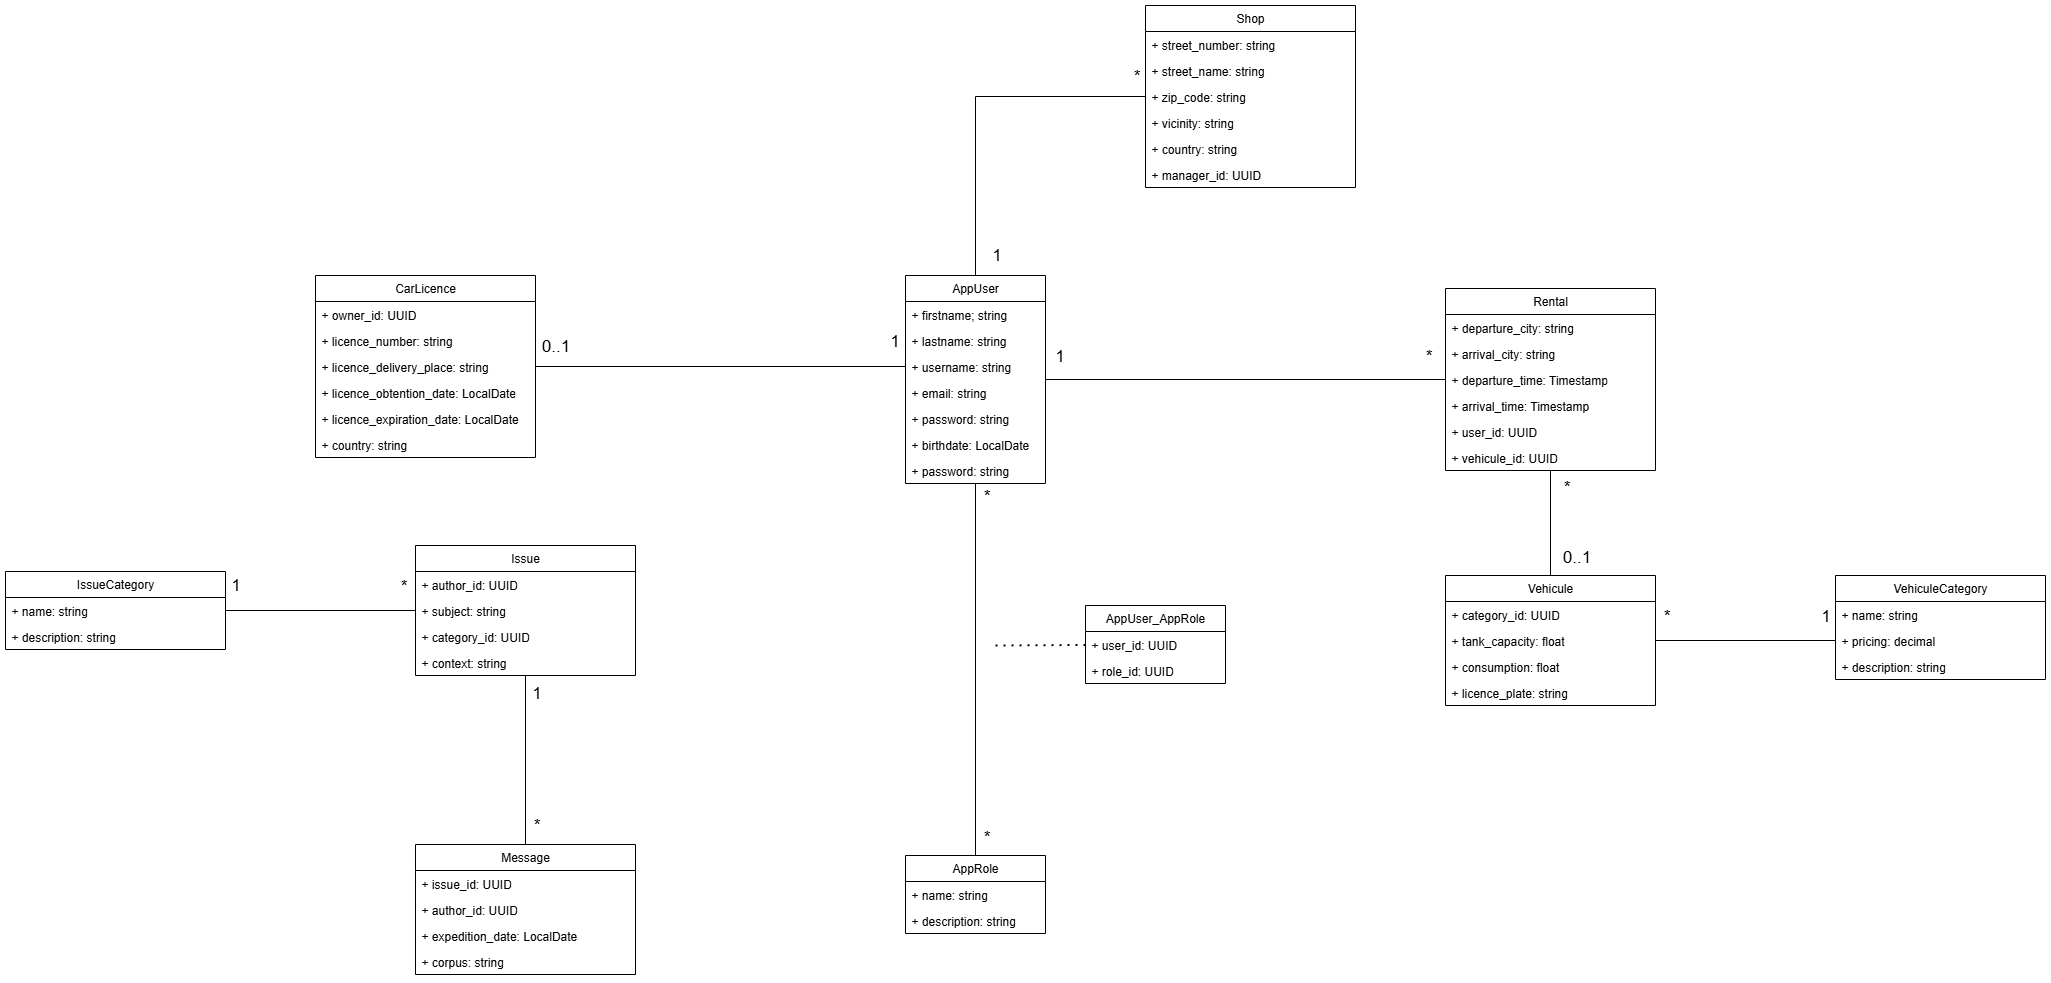 Shop
+ street_number: string
+ street_name: string
+ zip_code: string
+ vicinity: string
+ country: string
+ manager_id: UUID
*
1
CarLicence
+ owner_id: UUID
+ licence_number: string
+ licence_delivery_place: string
+ licence_obtention_date: LocalDate
+ licence_expiration_date: LocalDate
+ country: string
0..1
1
AppUser
+ firstname; string
+ lastname: string
+ username: string
+ email: string
+ password: string
+ birthdate: LocalDate
+ password: string
1
*
Rental
+ departure_city: string
+ arrival_city: string
+ departure_time: Timestamp
+ arrival_time: Timestamp
+ user_id: UUID
+ vehicule_id: UUID
*
*
0..1
IssueCategory
+ name: string
+ description: string
1
*
Issue
+ author_id: UUID
+ subject: string
+ category_id: UUID
+ context: string
1
*
AppUser_AppRole
+ user_id: UUID
+ role_id: UUID
Vehicule
+ category_id: UUID
+ tank_capacity: float
+ consumption: float
+ licence_plate: string
*
1
VehiculeCategory
+ name: string
+ pricing: decimal
+ description: string
Message
+ issue_id: UUID
+ author_id: UUID
+ expedition_date: LocalDate
+ corpus: string
*
AppRole
+ name: string
+ description: string